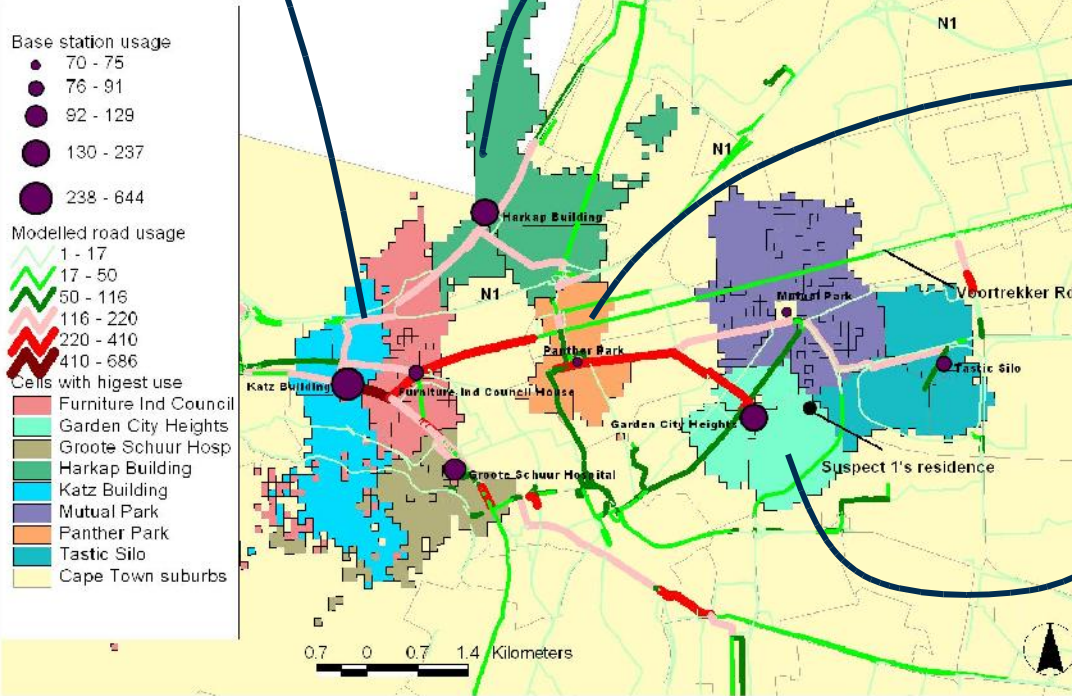 Base station usage
70 - 75
76 - 91
92 - 129
130 - 237
238 - 644
Modelled road usage
1 - 17
17 - 50
50 - 116
116 - 220
220 - 410
410 - 686
Cells with higest use
Furniture Ind Council
Garden City Heights
Groote Schuur Hosp
Harkap Building
Katz Building
Mutual Park
Panther Park
Tastic Silo
Cape Town suburbs
N1
N1
Harkap Building
N1
Voortrekker Ro
Mutual Park
Panther Park
Tastic Silo
Katz Building
Furniture Ind Council House
Garden City Heights
Suspect 1's residence
Groote Schuur Hospital
0.7 0 0.7 1.4 Kilometers